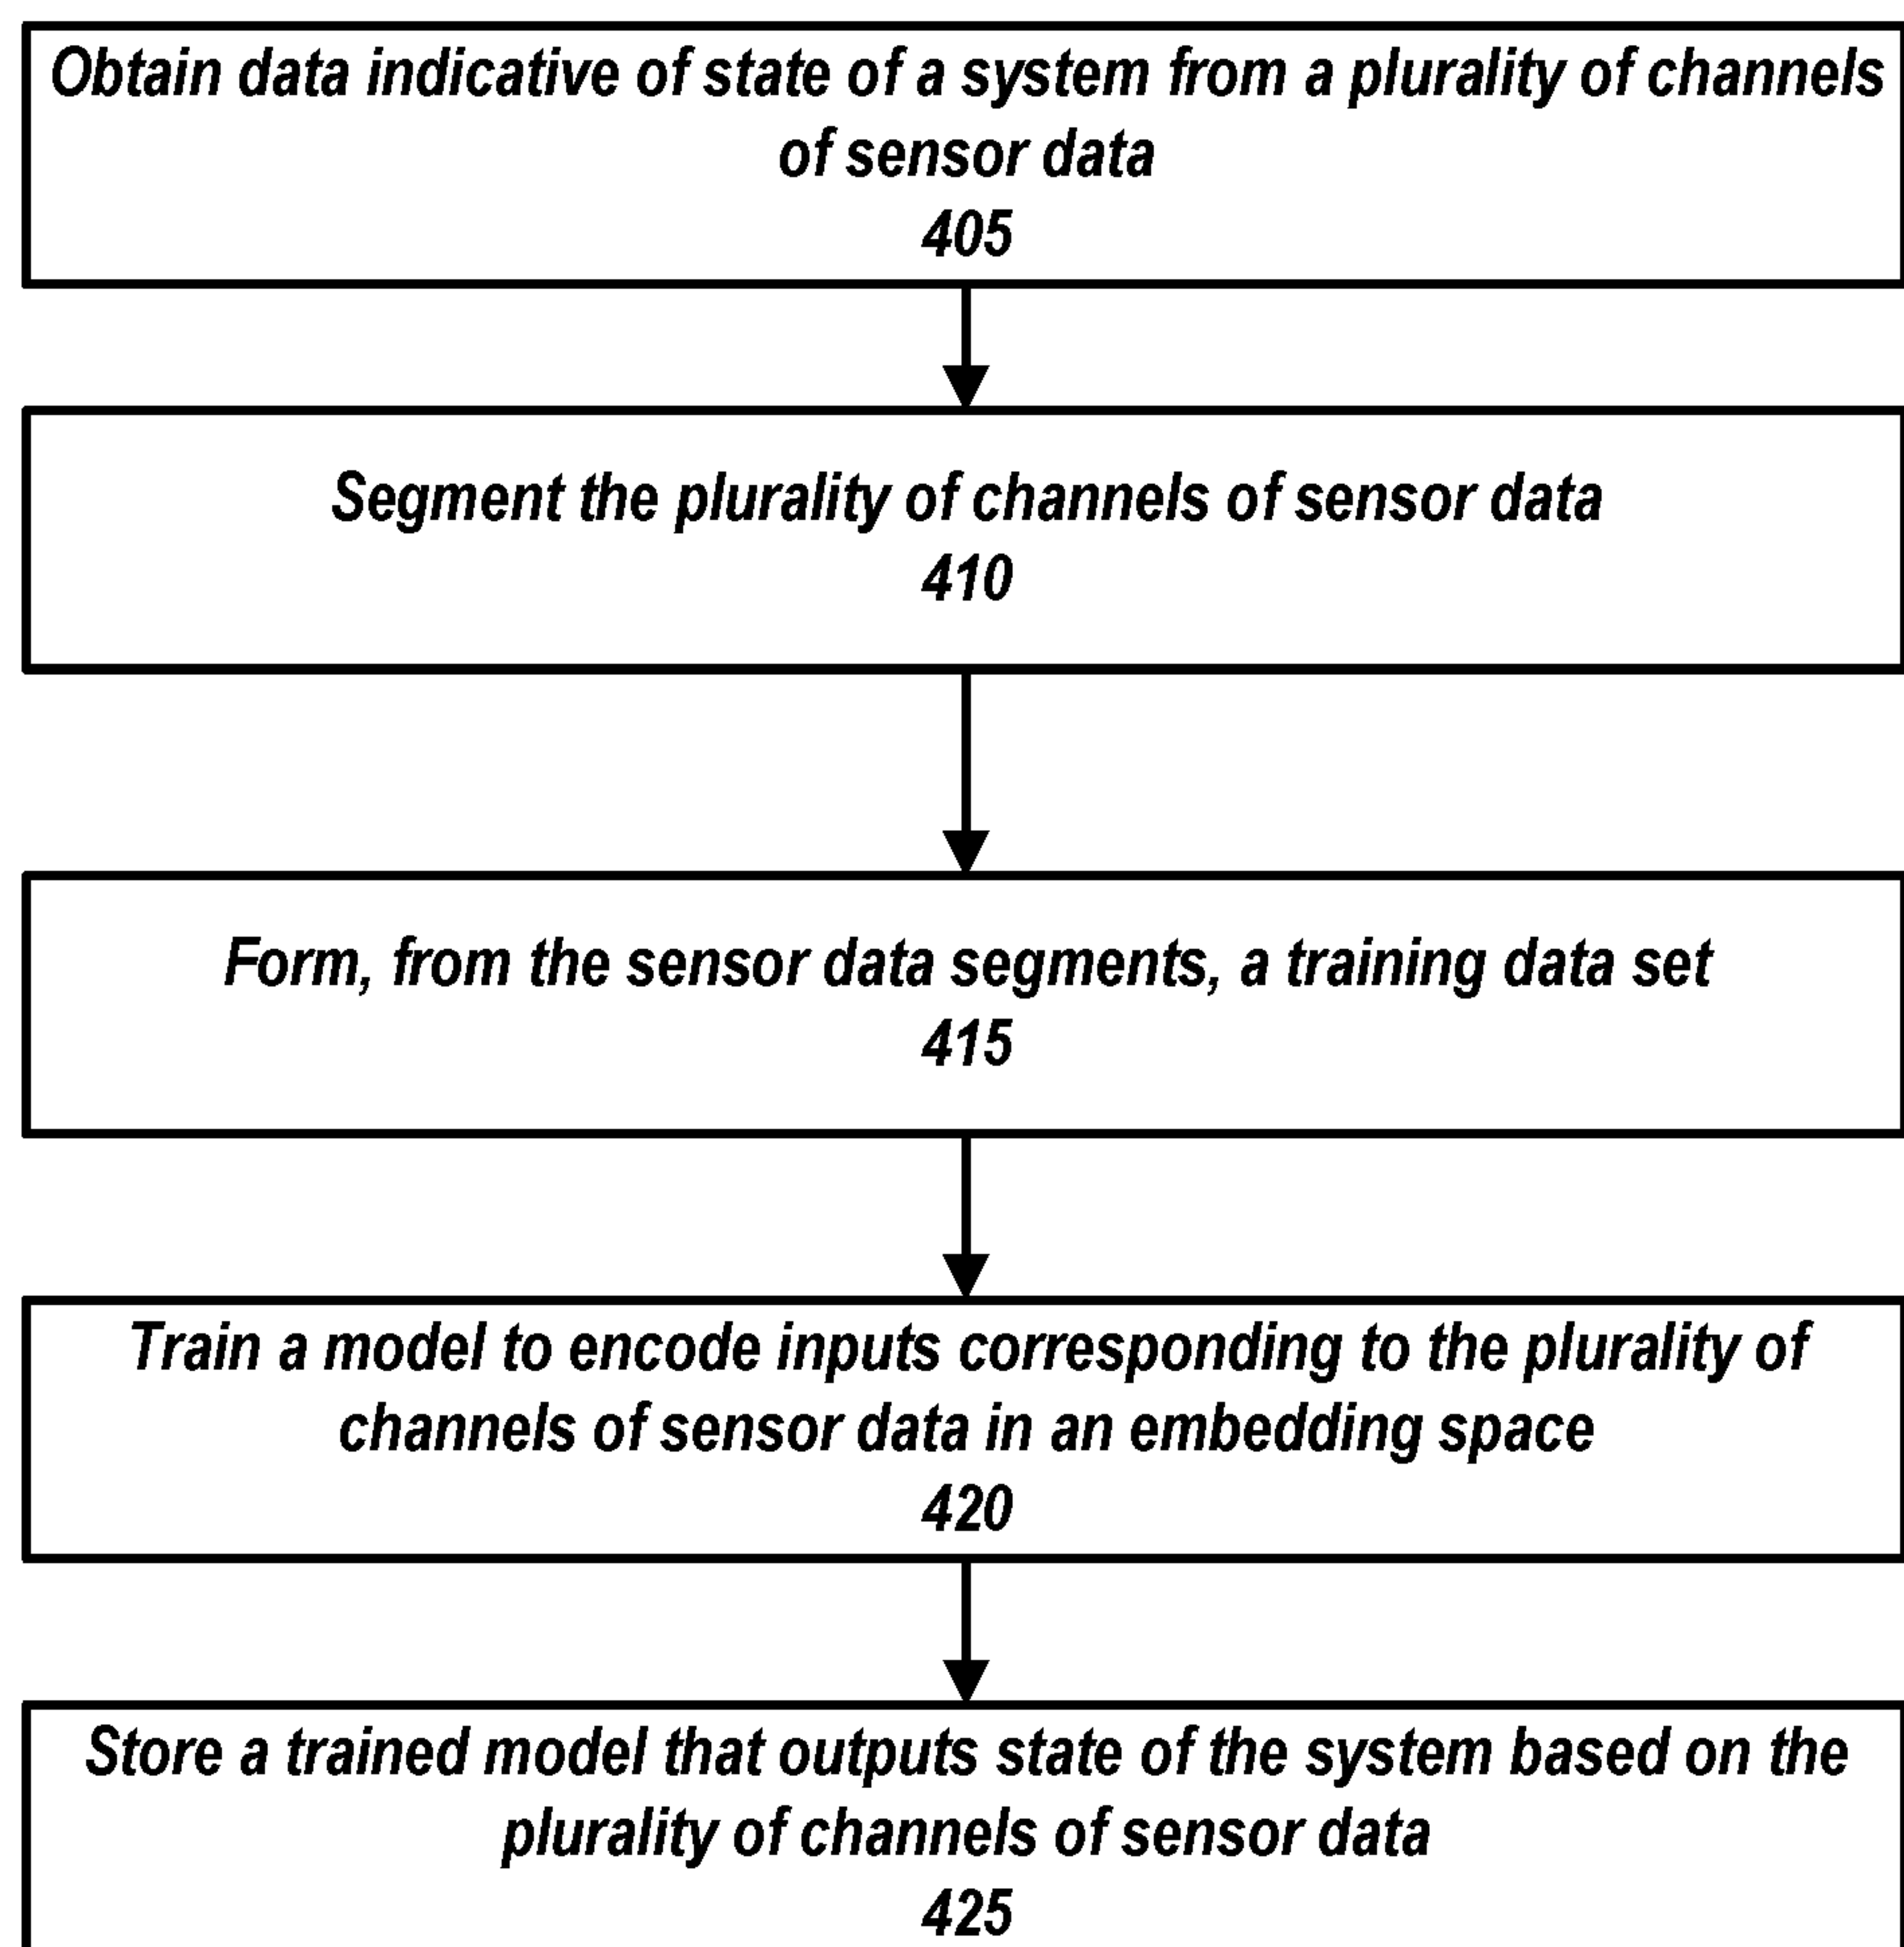 Obtain data indicative of state of a system from a plurality of channels
of sensor data
405
Segment the plurality of channels of sensor data
410
Form, from the sensor data segments, a training data set
415
Train a model to encode inputs corresponding to the plurality of
channels of sensor data in an embedding space
420
Store a trained model that outputs state of the system based on the
plurality of channels of sensor data
425